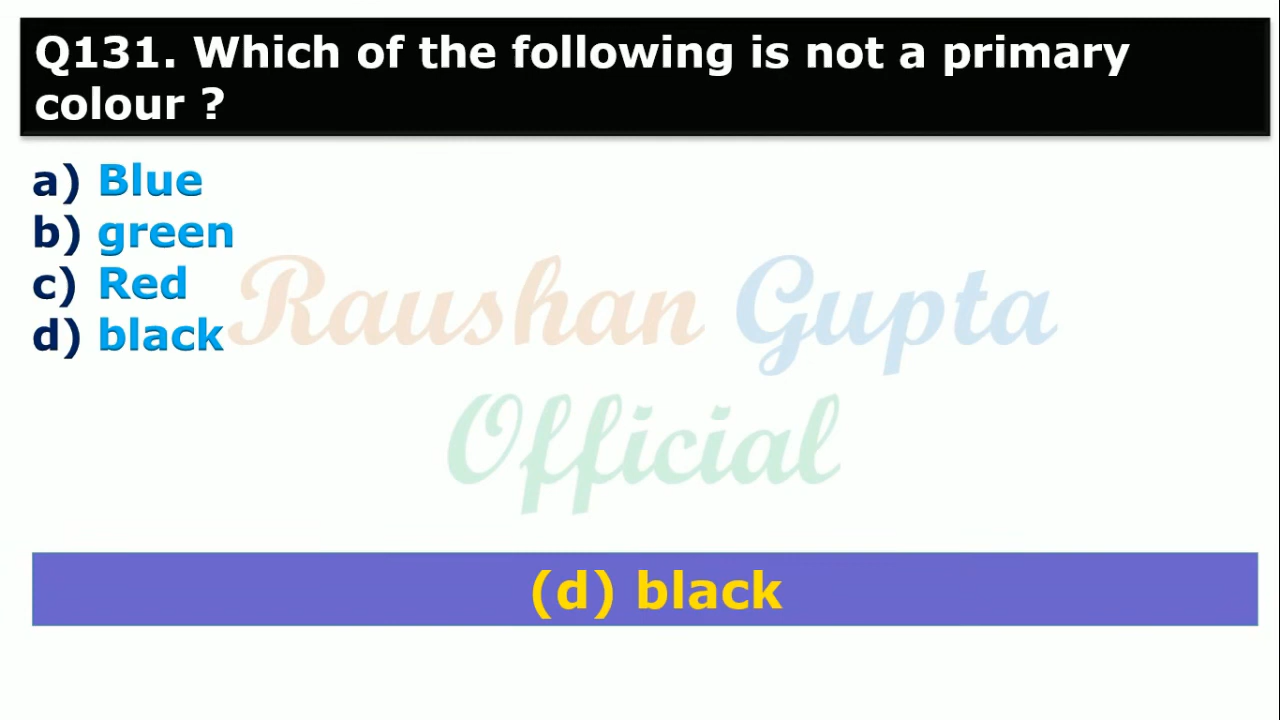 Q131. Which of the following is not a primary
colour ?
a) Blue
b) green
c) Red
d) black
Raushan Gupta
Official
(d) black